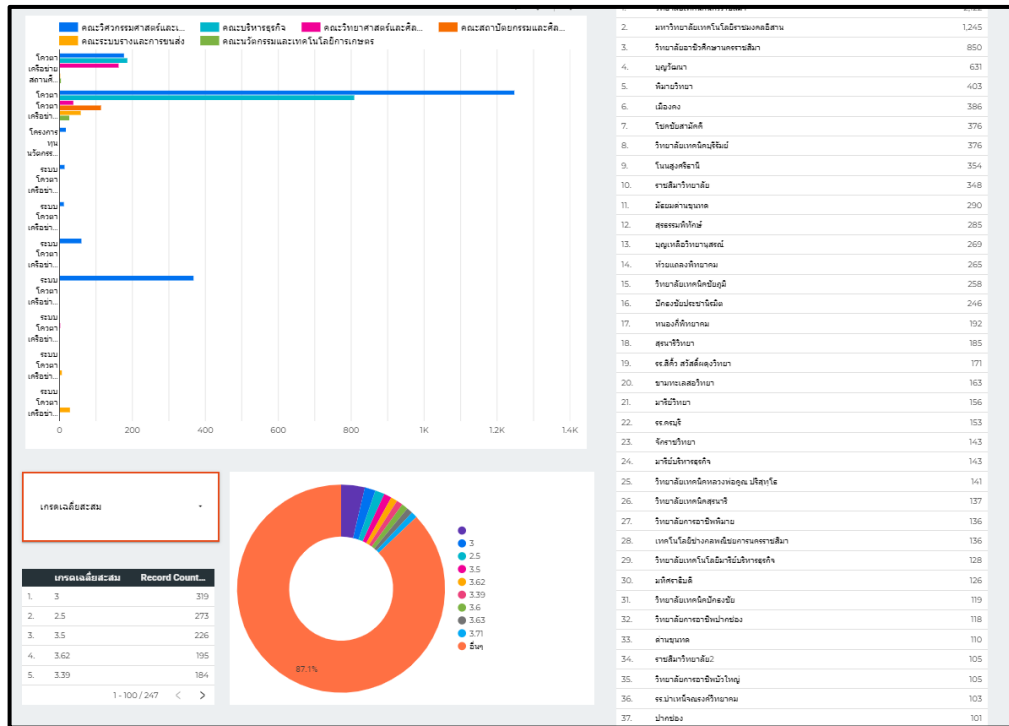 คณะวิศวกรรมศาสตร์และเ... คณะบริหารธุรกิจ คณะวิทยาศาสตร์และศิล... คณะสถาปัตยกรรมและศิล...
คณะระบบรางและการขนส่ง คณะนวัตกรรมและเทคโนโลยีการเกษตร
โควตา
เครือข่าย
สถานศึ...
โควตา
โควตา
เครือข่า...
โครงการ
ทุน
นวัตกรร...
ระบบ
โควตา
เครือข่า...
ระบบ
โควตา
เครือข่า...
ระบบ
โควตา
เครือข่า...
ระบบ
โควตา
เครือข่า...
ระบบ
โควตา
เครือข่า...
ระบบ
โควตา
เครือข่า...
ระบบ
โควตา
เครือข่า...
0 200 400 600 800 1K 1.2K 1.4K
เกรดเฉลี่ยสะสม
เกรดเฉลี่ยสะสม Record Count...
1. 3 319
2. 2.5 273
3. 3.5 226
4. 3.62 195
5. 3.39 184
1 - 100 / 247
87.1%
3
2.5
3.5
3.62
3.39
3.6
3.63
3.71
อื่นๆ
2. มหาวิทยาลัยเทคโนโลยีราชมงคลอีสาน 1,245
3. วิทยาลัยอาชีวศึกษานครราชสีมา 850
4. บุญวัฒนา 631
5. พิมายวิทยา 403
6. เมืองคง 386
7. โชคชัยสามัคคี 376
8. วิทยาลัยเทคนิคบุรีรัมย์ 376
9. โนนสูงศรีธานี 354
10. ราชสีมาวิทยาลัย 348
11. มัธยมด่านขุนทด 290
12. สุรธรรมพิทักษ์ 285
13. บุญเหลือวิทยานุสรณ์ 269
14. ห้วยแถลงพิทยาคม 265
15. วิทยาลัยเทคนิคชัยภูมิ 258
16. ปักธงชัยประชานิรมิต 246
17. หนองกี่พิทยาคม 192
18. สุรนารีวิทยา 185
19. รร.สีคิ้ว สวัสดิ์ผดุงวิทยา 171
20. ขามทะเลสอวิทยา 163
21. มารีย์วิทยา 156
22. รร.ครบุรี 153
23. จักราชวิทยา 143
24. มารีย์บริหารธุรกิจ 143
25. วิทยาลัยเทคนิคหลวงพ่อคูณ ปริสุทฺโธ 141
26. วิทยาลัยเทคนิคสุรนารี 137
27. วิทยาลัยการอาชีพพิมาย 136
28. เทคโนโลยีช่างกลพณิชยการนครราชสีมา 136
29. วิทยาลัยเทคโนโลยีมารีย์บริหารธุรกิจ 128
30. มหิศราธิบดี 126
31. วิทยาลัยเทคนิคปักธงชัย 119
32. วิทยาลัยการอาชีพปากช่อง 118
33. ด่านขุนทด 110
34. ราชสีมาวิทยาลัย2 105
35. วิทยาลัยการอาชีพบัวใหญ่ 105
36. รร.บำเหน็จณรงค์วิทยาคม 103
37. ปากช่อง 101